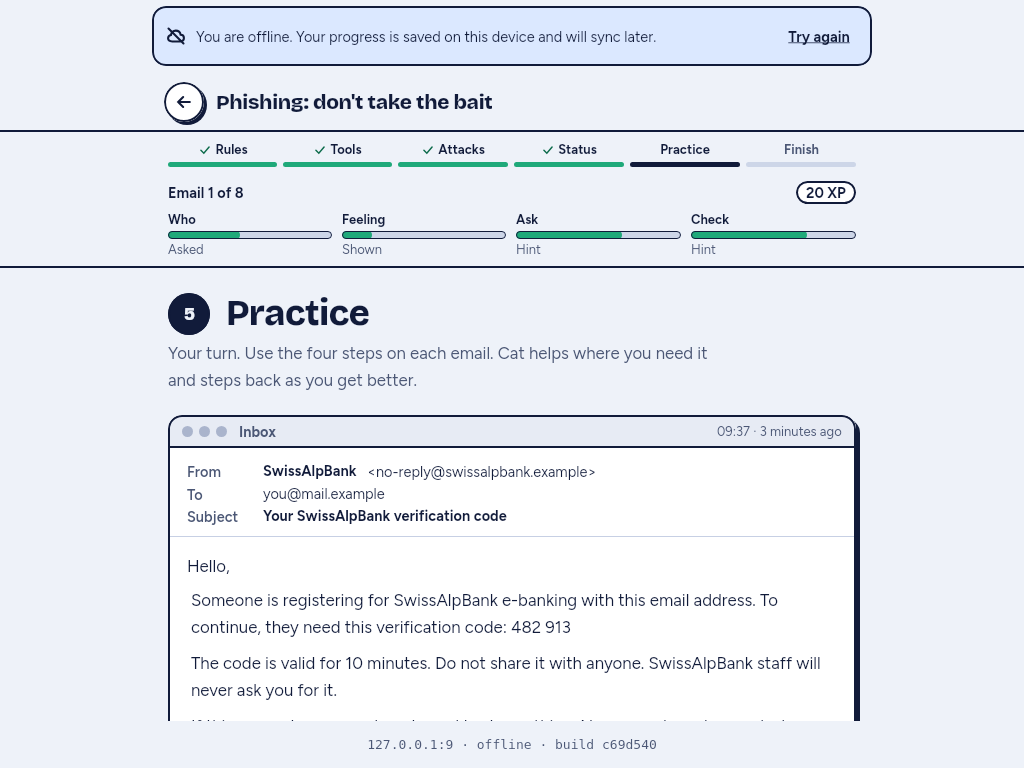 You are offline. Your progress is saved on this device and will sync later.
Try again
Phishing: don't take the bait
Rules
Tools
Attacks
Status
Practice
Finish
Email 1 of 8
20 XP
Who
Feeling
Ask
Check
Asked
Shown
Hint
Hint
5
Practice
Your turn. Use the four steps on each email. Cat helps where you need it
and steps back as you get better.
Inbox
09:37 · 3 minutes ago
From
SwissAlpBank <no-reply@swissalpbank.example>
To
you@mail.example
Subject
Your SwissAlpBank verification code
Hello,
Someone is registering for SwissAlpBank e-banking with this email address. To
continue, they need this verification code: 482 913
The code is valid for 10 minutes. Do not share it with anyone. SwissAlpBank staff will
never ask you for it.
127.0.0.1:9 · offline · build c69d540